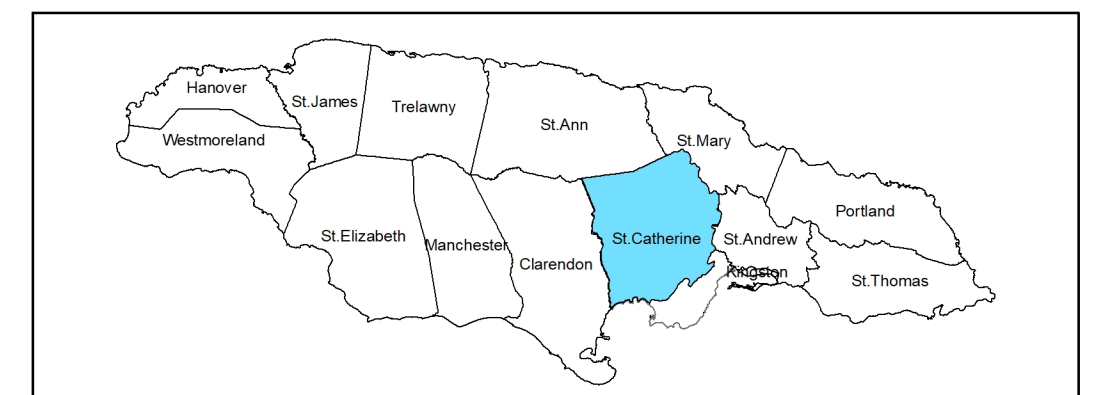 Hanover
St.James
Trelawny
St.Ann
St.Mary
Westmoreland
Portland
St.Elizabeth
Manchester
St.Catherine
St.Andrew
Clarendon
Kingston
St.Thomas